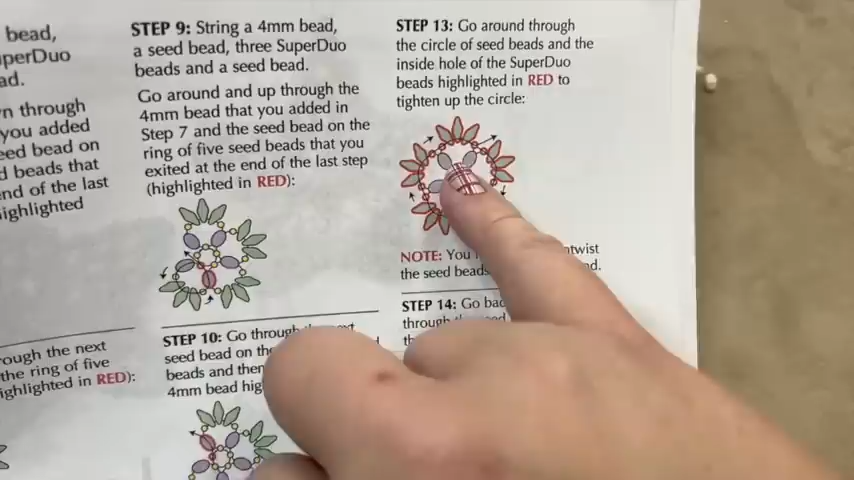 bead,
perDuo
ad.
n through
you added
eed bead on
d beads that
nd of the last
ighlighted
ough the next
the ring of five
ighlighted in RED):
STEP 9: String a 4mm bead,
a seed bead, three SuperDuo
beads and a seed bead.
Go around and up through the
4mm bead that you added in
Step 7 and the seed bead on the
ring of five seed beads that you
exited at the end of the last step
(highlighted in RED):
STEP 10: Go through next
seed bead on the
beads and then
4mm bead hig
STEP 13: Go around through
the circle of seed beads and the
inside hole of the SuperDuo
beads highlighted in RED to
tighten up the circle:
NOTE: You ntwist
the seed beads d.
STEP 14: Go bac
through